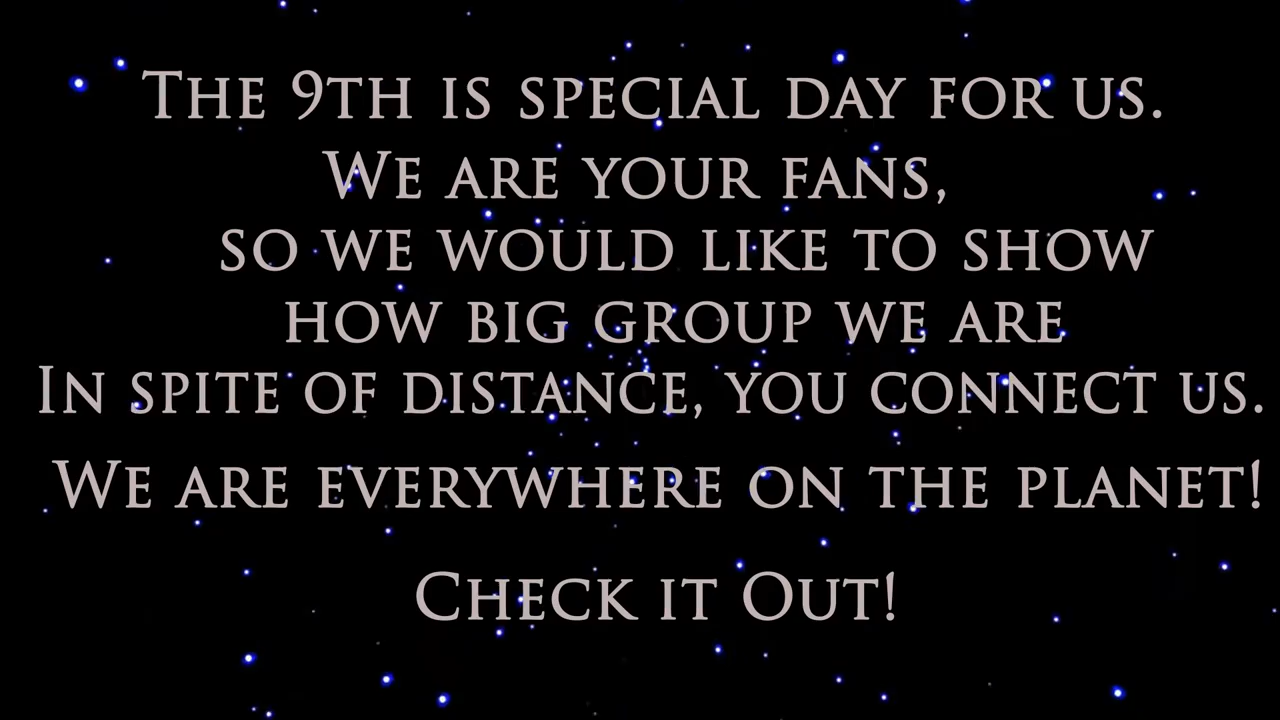 The 9th is special day for us.
We are your fans,
so we would like to show
how big group we are
In spite of distance, you connect us.
We are everywhere on the planet!
Check it Out!